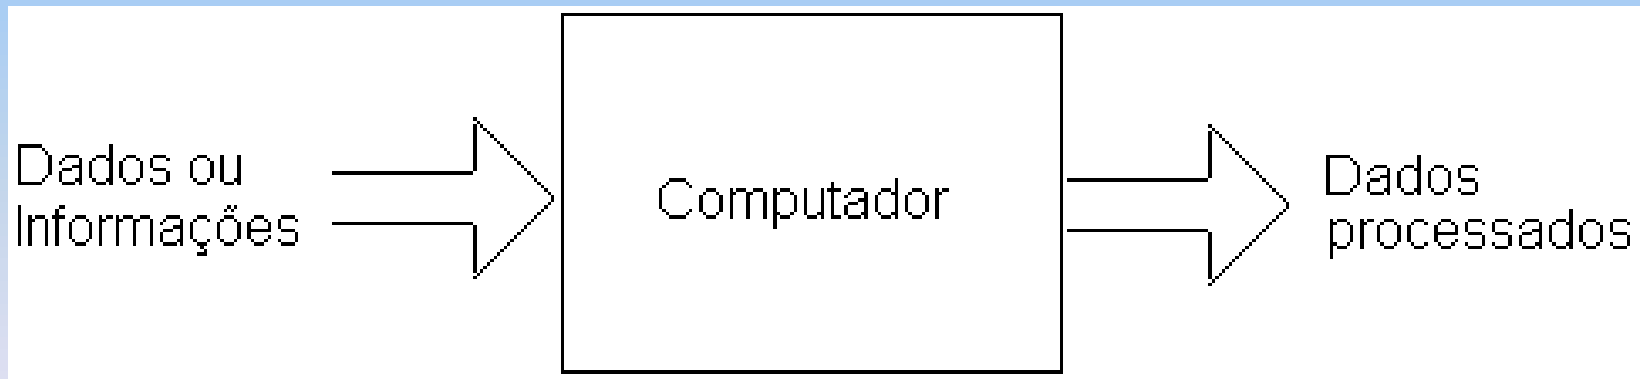 Dados ou
Informações
Computador
Dados
processados